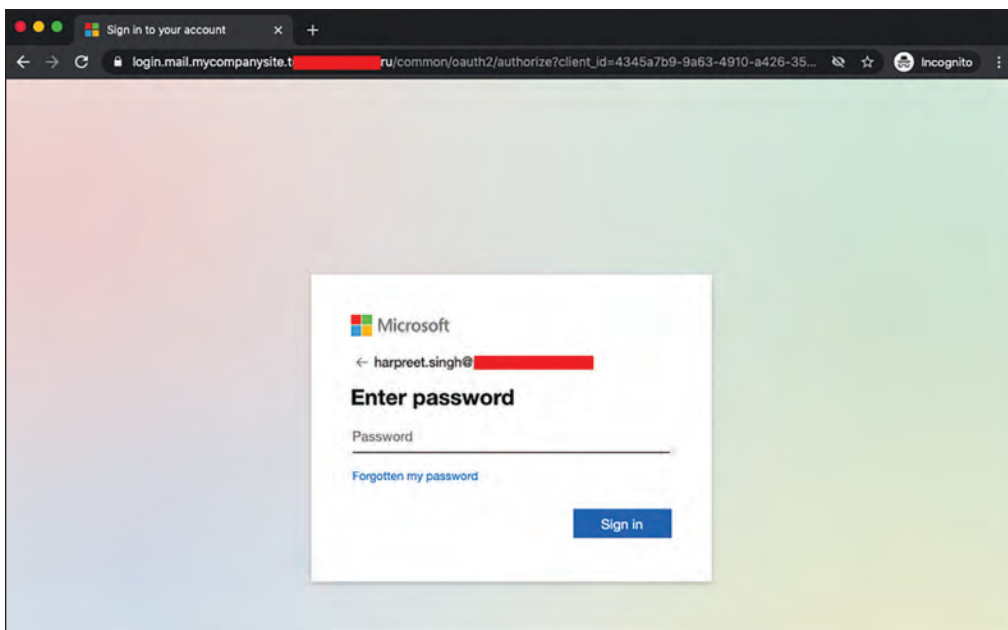 Sign in to your account
login.mail.mycompanysite.t ru/common/oauth2/authorize?client_id=4345a7b9-9a63-4910-a426-35... Incognito
Microsoft
harpreet.singh@
Enter password
Password
Forgotten my password
Sign in